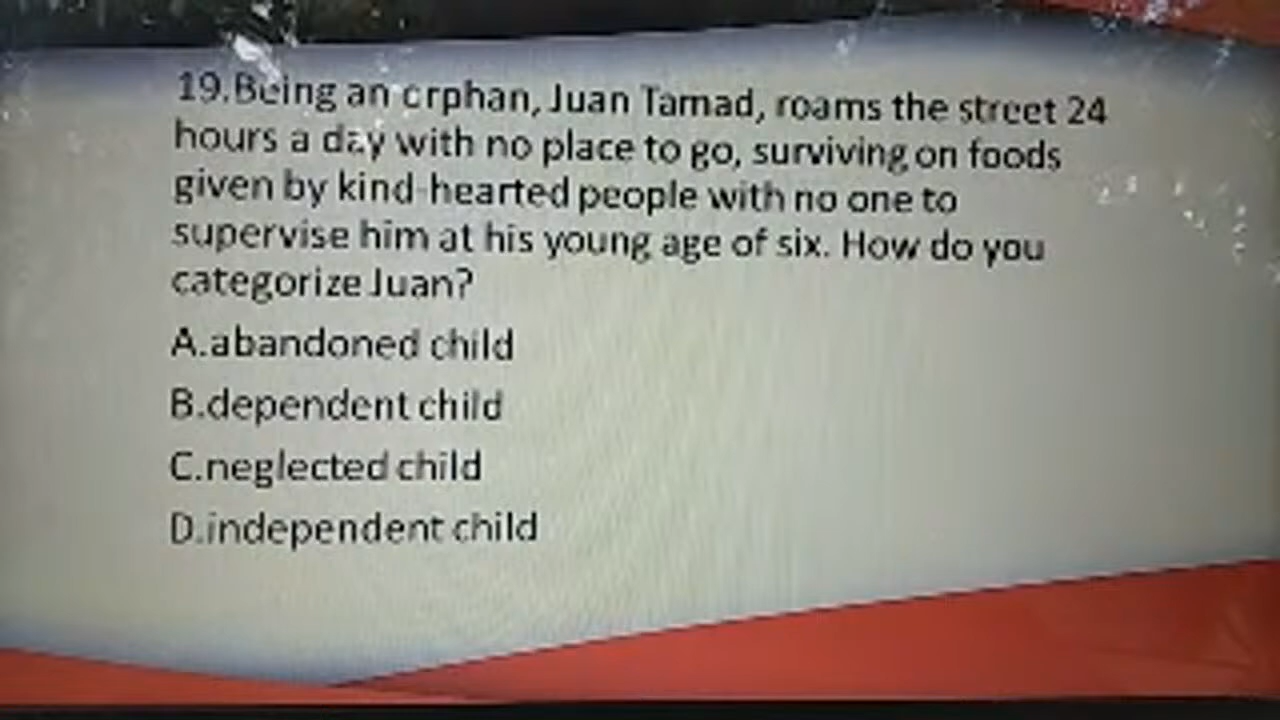 19.Being an orphan, Juan Tamad, roams the street 24
hours a day with no place to go, surviving on foods
given by kind-hearted people with no one to
supervise him at his young age of six. How do you
categorize Juan?
A.abandoned child
B.dependent child
C.neglected child
D.independent child